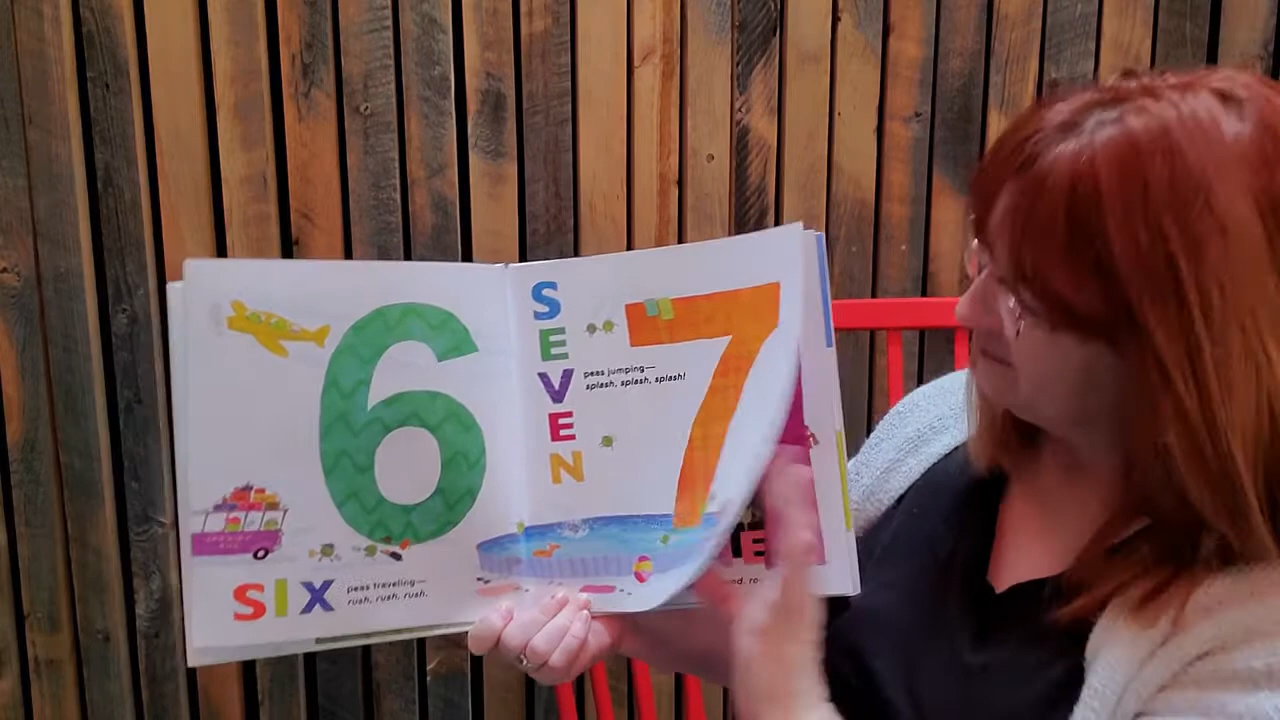 6
SIX
peas traveling—
rush, rush, rush.
SEVEN
7
peas jumping—
splash, splash, splash!
E